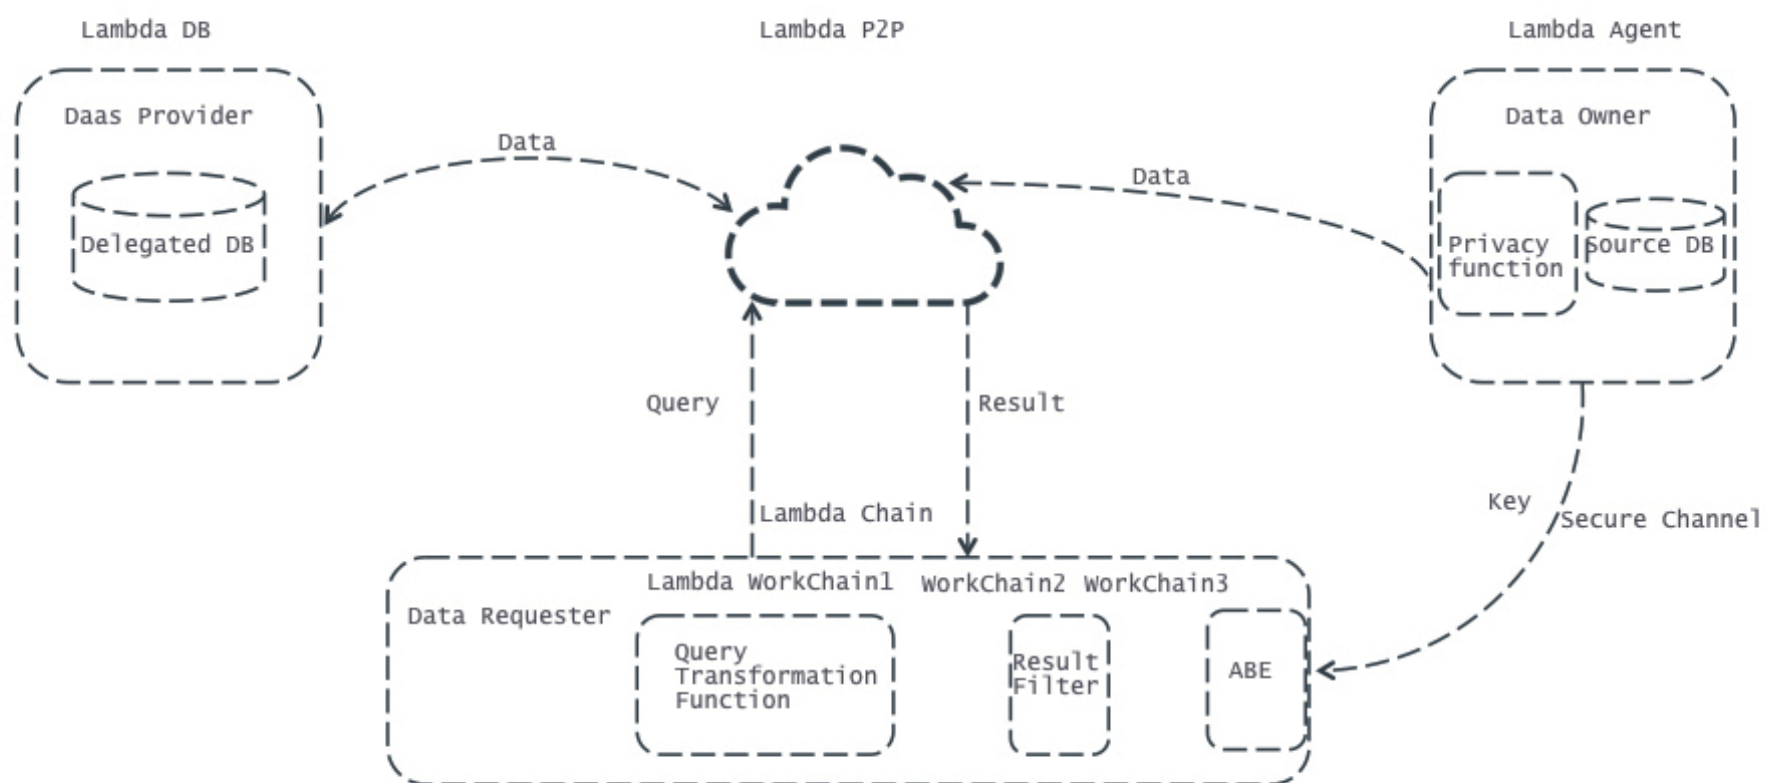 Lambda DB
Lambda P2P
Lambda Agent
Daas Provider
Data Owner
Data
Data
Delegated DB
Privacy
function
Source DB
Query
Result
Key
Secure Channel
Lambda Chain
Lambda WorkChain1
WorkChain2
WorkChain3
Data Requester
Query
Transformation
Function
Result
Filter
ABE